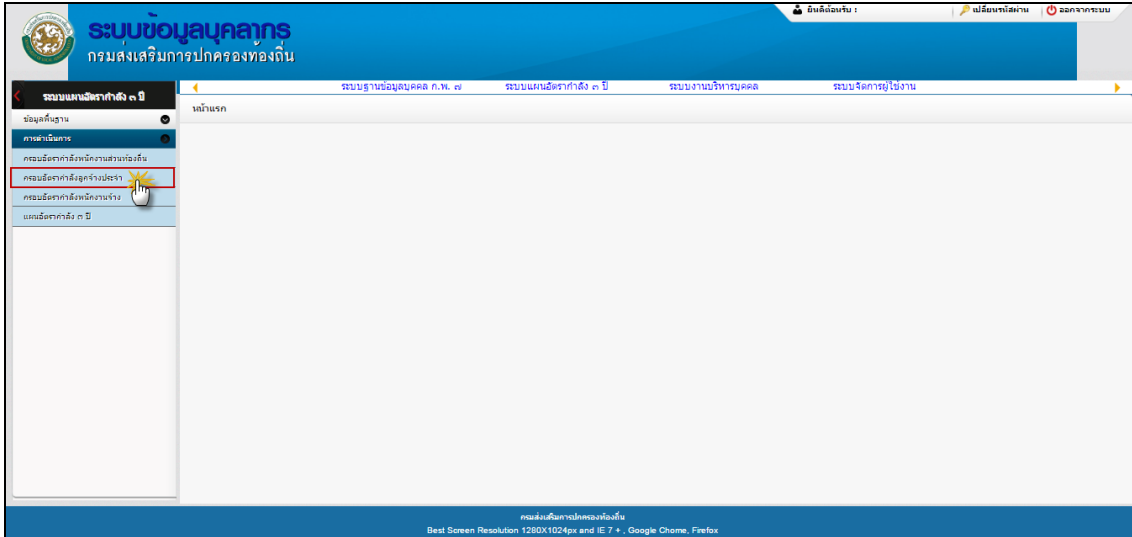 ยินดีต้อนรับ : เปลี่ยนรหัสผ่าน ออกจากระบบ
ระบบข้อมูลบุคลากร
กรมส่งเสริมการปกครองท้องถิ่น
ระบบฐานข้อมูลบุคคล ก.พ. ๗ ระบบแผนอัตรากำลัง ๓ ปี ระบบงานบริหารบุคคล ระบบจัดการผู้ใช้งาน
ระบบแผนอัตรากำลัง ๓ ปี
หน้าแรก
ข้อมูลพื้นฐาน
การดำเนินการ
กรอบอัตรากำลังพนักงานส่วนท้องถิ่น
กรอบอัตรากำลังลูกจ้างประจำ
กรอบอัตรากำลังพนักงานจ้าง
แผนอัตรากำลัง ๓ ปี
กรมส่งเสริมการปกครองท้องถิ่น
Best Screen Resolution 1280X1024px and IE 7 + , Google Chome, Firefox